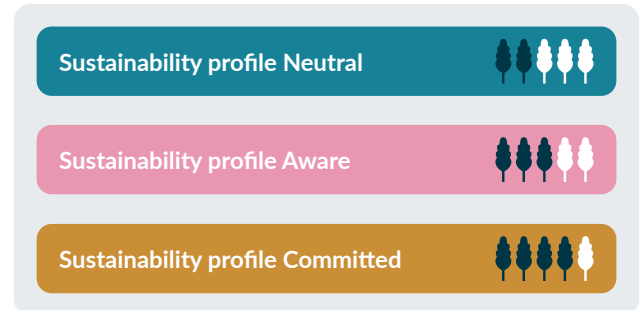 Sustainability profile Neutral
Sustainability profile Aware
Sustainability profile Committed